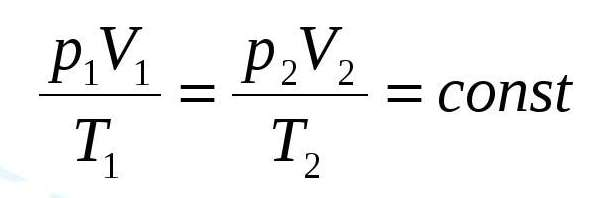 p₁V₁/T₁ = p₂V₂/T₂ = const